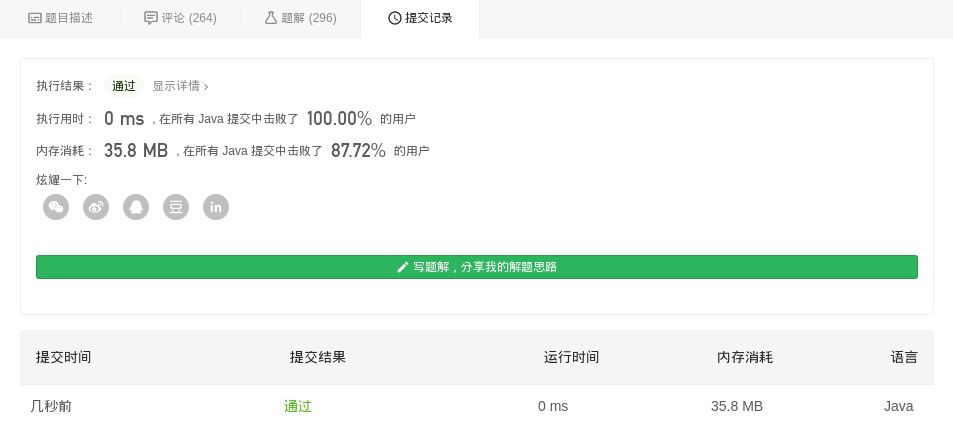 题目描述 评论 (264) 题解 (296) 提交记录
执行结果： 通过 显示详情 ›
执行用时： 0 ms , 在所有 Java 提交中击败了 100.00% 的用户
内存消耗： 35.8 MB , 在所有 Java 提交中击败了 87.72% 的用户
炫耀一下:
写题解，分享我的解题思路
提交时间 提交结果 运行时间 内存消耗 语言
几秒前 通过 0 ms 35.8 MB Java